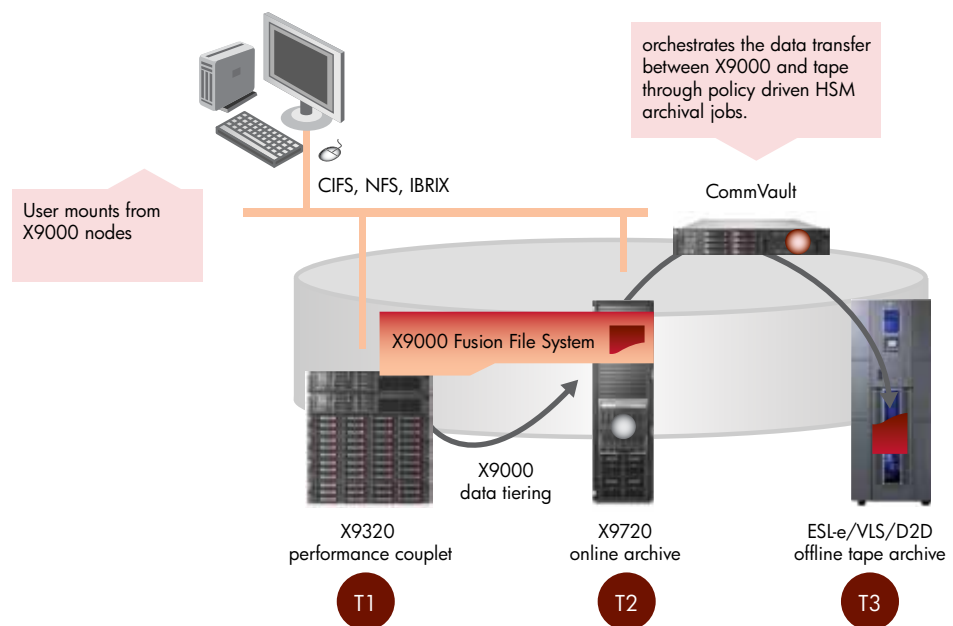 orchestrates the data transfer
between X9000 and tape
through policy driven HSM
archival jobs.
CIFS, NFS, IBRIX
CommVault
User mounts from
X9000 nodes
X9000 Fusion File System
X9000
data tiering
X9320
performance couplet
X9720
online archive
ESL-e/VLS/D2D
offline tape archive
T1
T2
T3